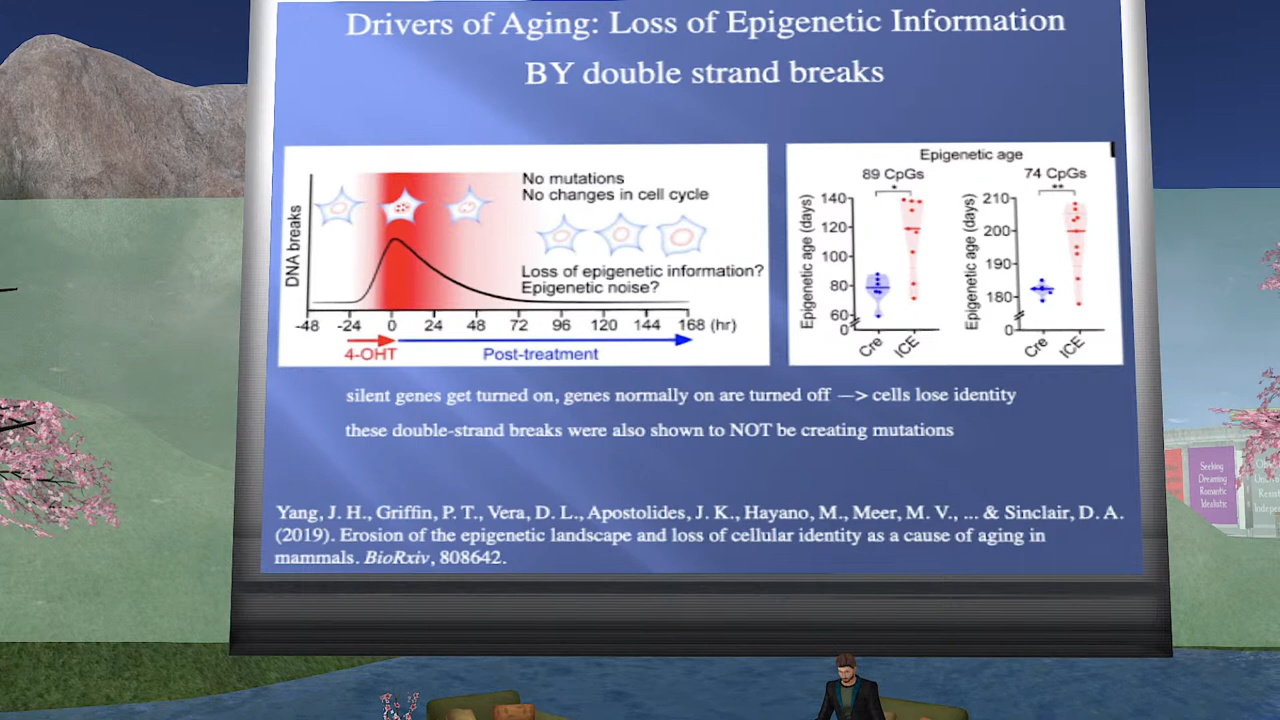 Drivers of Aging: Loss of Epigenetic Information
BY double strand breaks
DNA breaks
No mutations
No changes in cell cycle
Loss of epigenetic information?
Epigenetic noise?
-48 -24 0 24 48 72 96 120 144 168 (hr)
4-OHT
Post-treatment
Epigenetic age
89 CpGs
*
Epigenetic age (days)
140
120
100
80
60
0
Cre
ICE
74 CpGs
**
Epigenetic age (days)
210
200
190
180
0
Cre
ICE
silent genes get turned on, genes normally on are turned off —> cells lose identity
these double-strand breaks were also shown to NOT be creating mutations
Yang, J. H., Griffin, P. T., Vera, D. L., Apostolides, J. K., Hayano, M., Meer, M. V., ... & Sinclair, D. A.
(2019). Erosion of the epigenetic landscape and loss of cellular identity as a cause of aging in
mammals. BioRxiv, 808642.
Seeking
Dreaming
Romantic
Idealistic